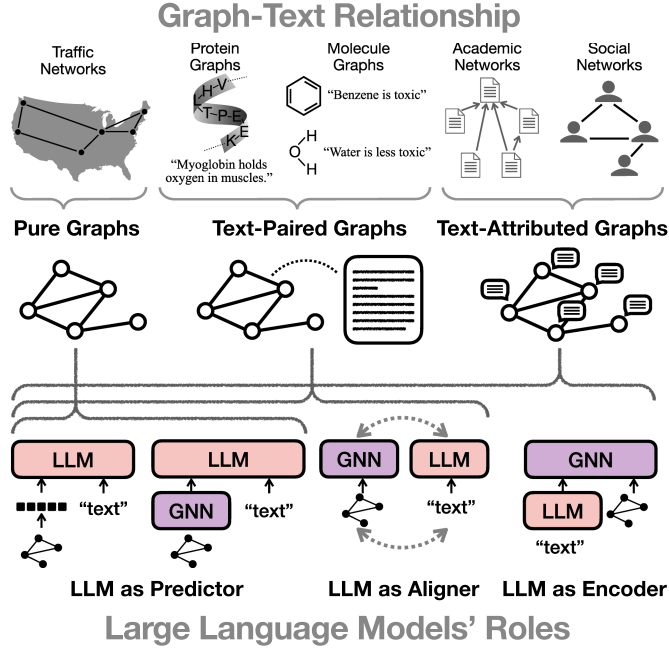 Graph-Text Relationship
Traffic
Networks
Protein
Graphs
Molecule
Graphs
Academic
Networks
Social
Networks
L-H-V
T-P-E
E
K
"Myoglobin holds
oxygen in muscles."
"Benzene is toxic"
H
O
H
"Water is less toxic"
Pure Graphs
Text-Paired Graphs
Text-Attributed Graphs
LLM
"text"
LLM
GNN
"text"
GNN
LLM
"text"
GNN
LLM
"text"
LLM as Predictor
LLM as Aligner
LLM as Encoder
Large Language Models' Roles